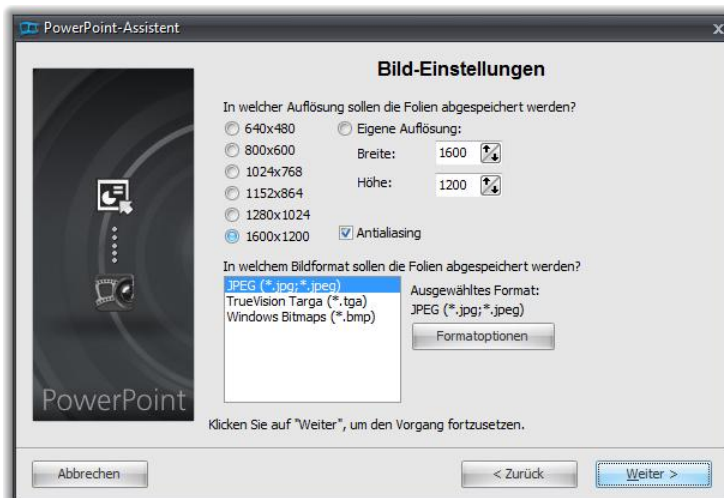 PowerPoint-Assistent
x
Bild-Einstellungen
In welcher Auflösung sollen die Folien abgespeichert werden?
640x480
Eigene Auflösung:
800x600
Breite:
1600
1024x768
1152x864
Höhe:
1200
1280x1024
1600x1200
Antialiasing
In welchem Bildformat sollen die Folien abgespeichert werden?
JPEG (*.jpg;*.jpeg)
TrueVision Targa (*.tga)
Windows Bitmaps (*.bmp)
Ausgewähltes Format:
JPEG (*.jpg;*.jpeg)
Formatoptionen
PowerPoint
Klicken Sie auf "Weiter", um den Vorgang fortzusetzen.
Abbrechen
< Zurück
Weiter >